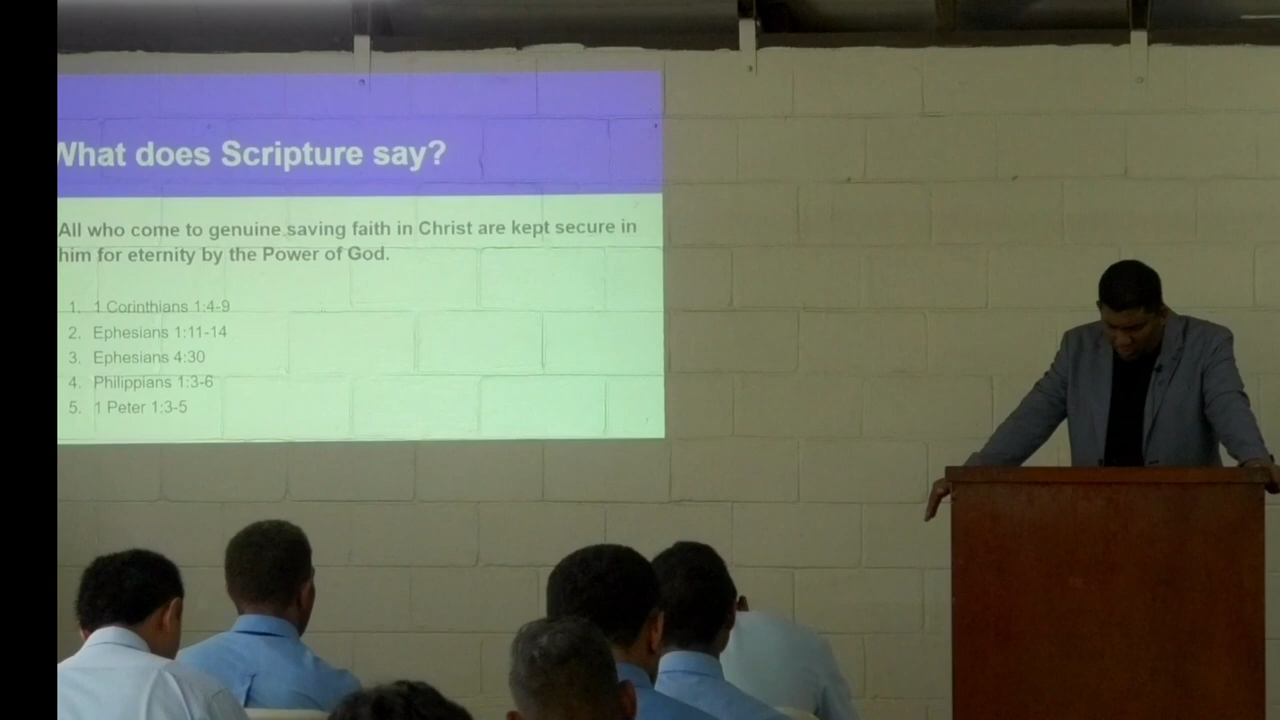 What does Scripture say?
All who come to genuine saving faith in Christ are kept secure in
him for eternity by the Power of God.
1. 1 Corinthians 1:4-9
2. Ephesians 1:11-14
3. Ephesians 4:30
4. Philippians 1:3-6
5. 1 Peter 1:3-5